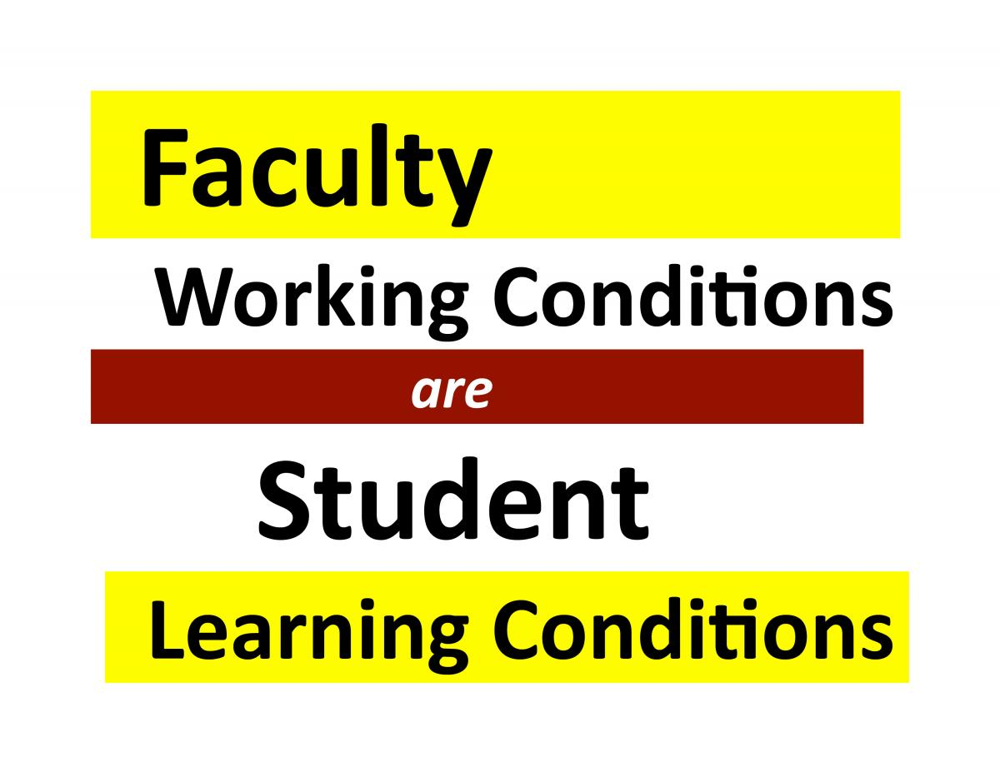 Faculty
Working Conditions
are
Student
Learning Conditions